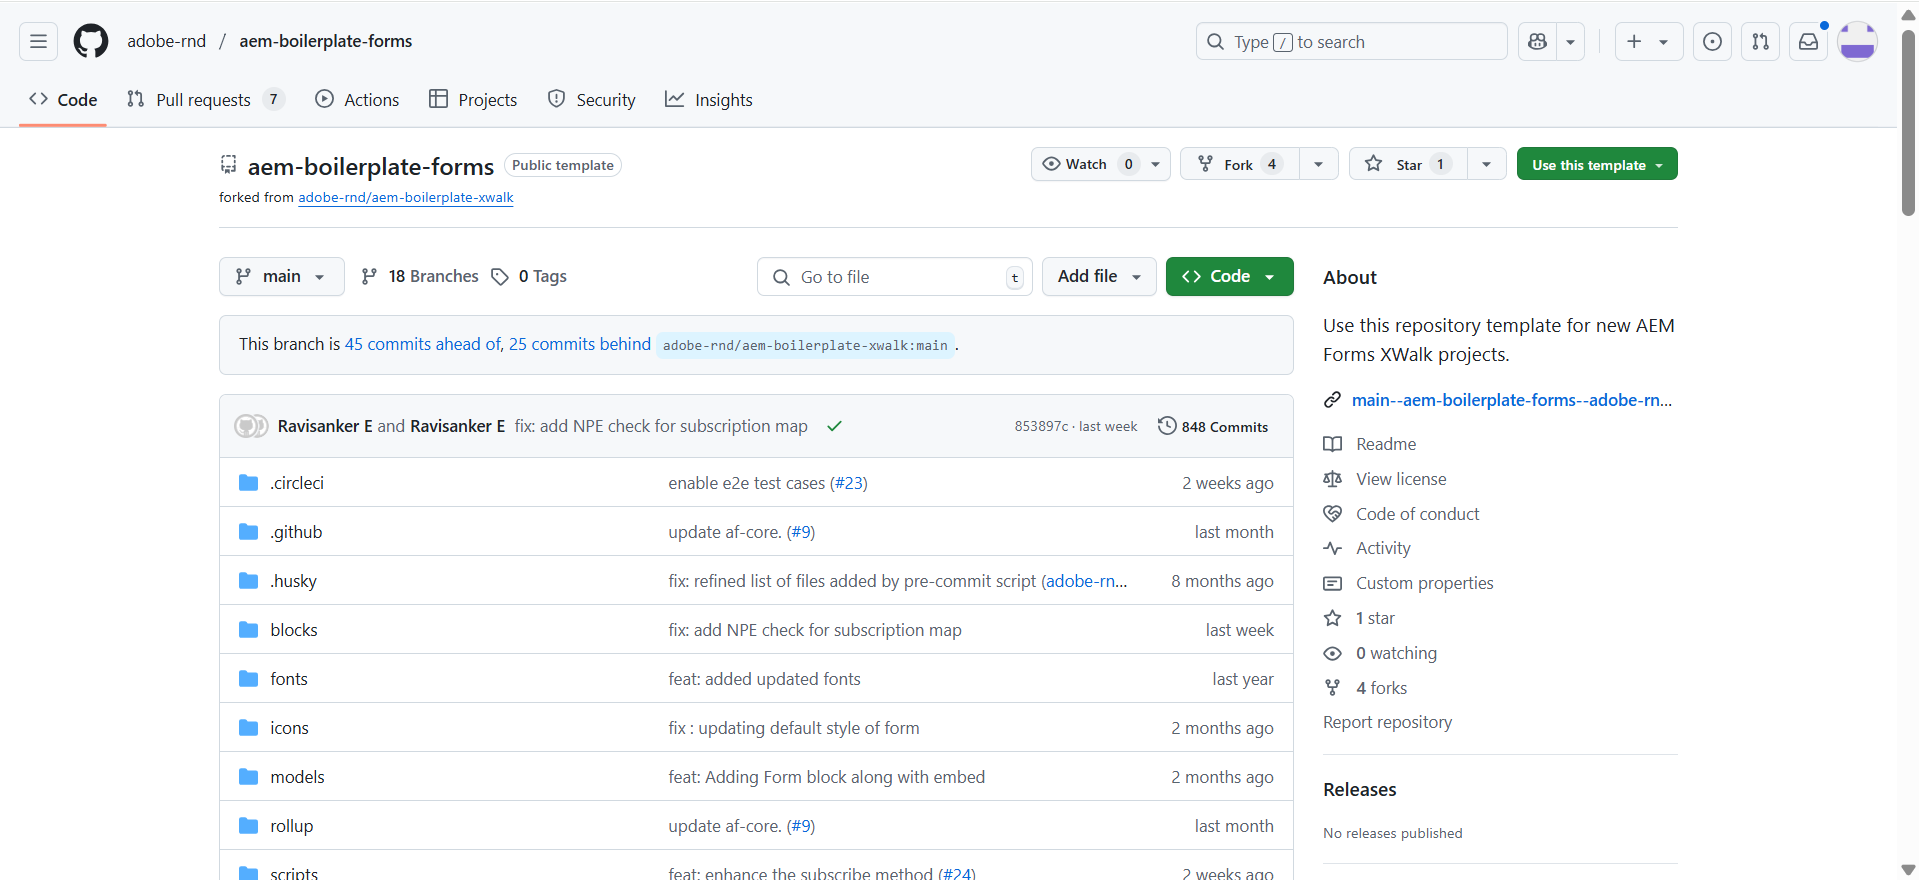 adobe-rnd / aem-boilerplate-forms
Type / to search
Code
Pull requests 7
Actions
Projects
Security
Insights
aem-boilerplate-forms Public template
forked from adobe-rnd/aem-boilerplate-xwalk
Watch 0
Fork 4
Star 1
Use this template
main
18 Branches
0 Tags
Go to file t
Add file
Code
This branch is 45 commits ahead of, 25 commits behind adobe-rnd/aem-boilerplate-xwalk:main .
Ravisanker E and Ravisanker E fix: add NPE check for subscription map 853897c · last week 848 Commits
.circleci enable e2e test cases (#23) 2 weeks ago
.github update af-core. (#9) last month
.husky fix: refined list of files added by pre-commit script (adobe-rn... 8 months ago
blocks fix: add NPE check for subscription map last week
fonts feat: added updated fonts last year
icons fix : updating default style of form 2 months ago
models feat: Adding Form block along with embed 2 months ago
rollup update af-core. (#9) last month
scripts feat: enhance the subscribe method (#24) 2 weeks ago
About
Use this repository template for new AEM
Forms XWalk projects.
main--aem-boilerplate-forms--adobe-rn...
Readme
View license
Code of conduct
Activity
Custom properties
1 star
0 watching
4 forks
Report repository
Releases
No releases published